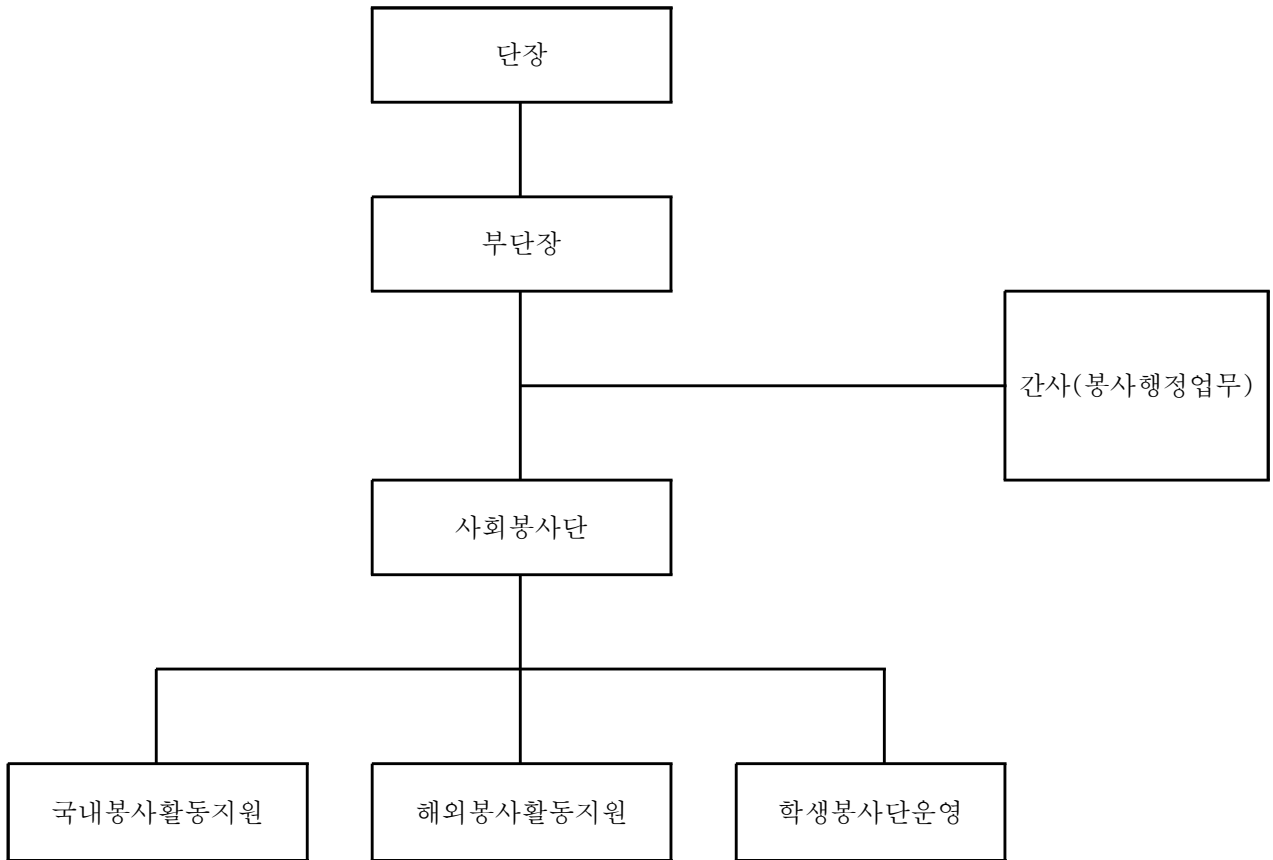 단장
부단장
간사(봉사행정업무)
사회봉사단
국내봉사활동지원
해외봉사활동지원
학생봉사단운영